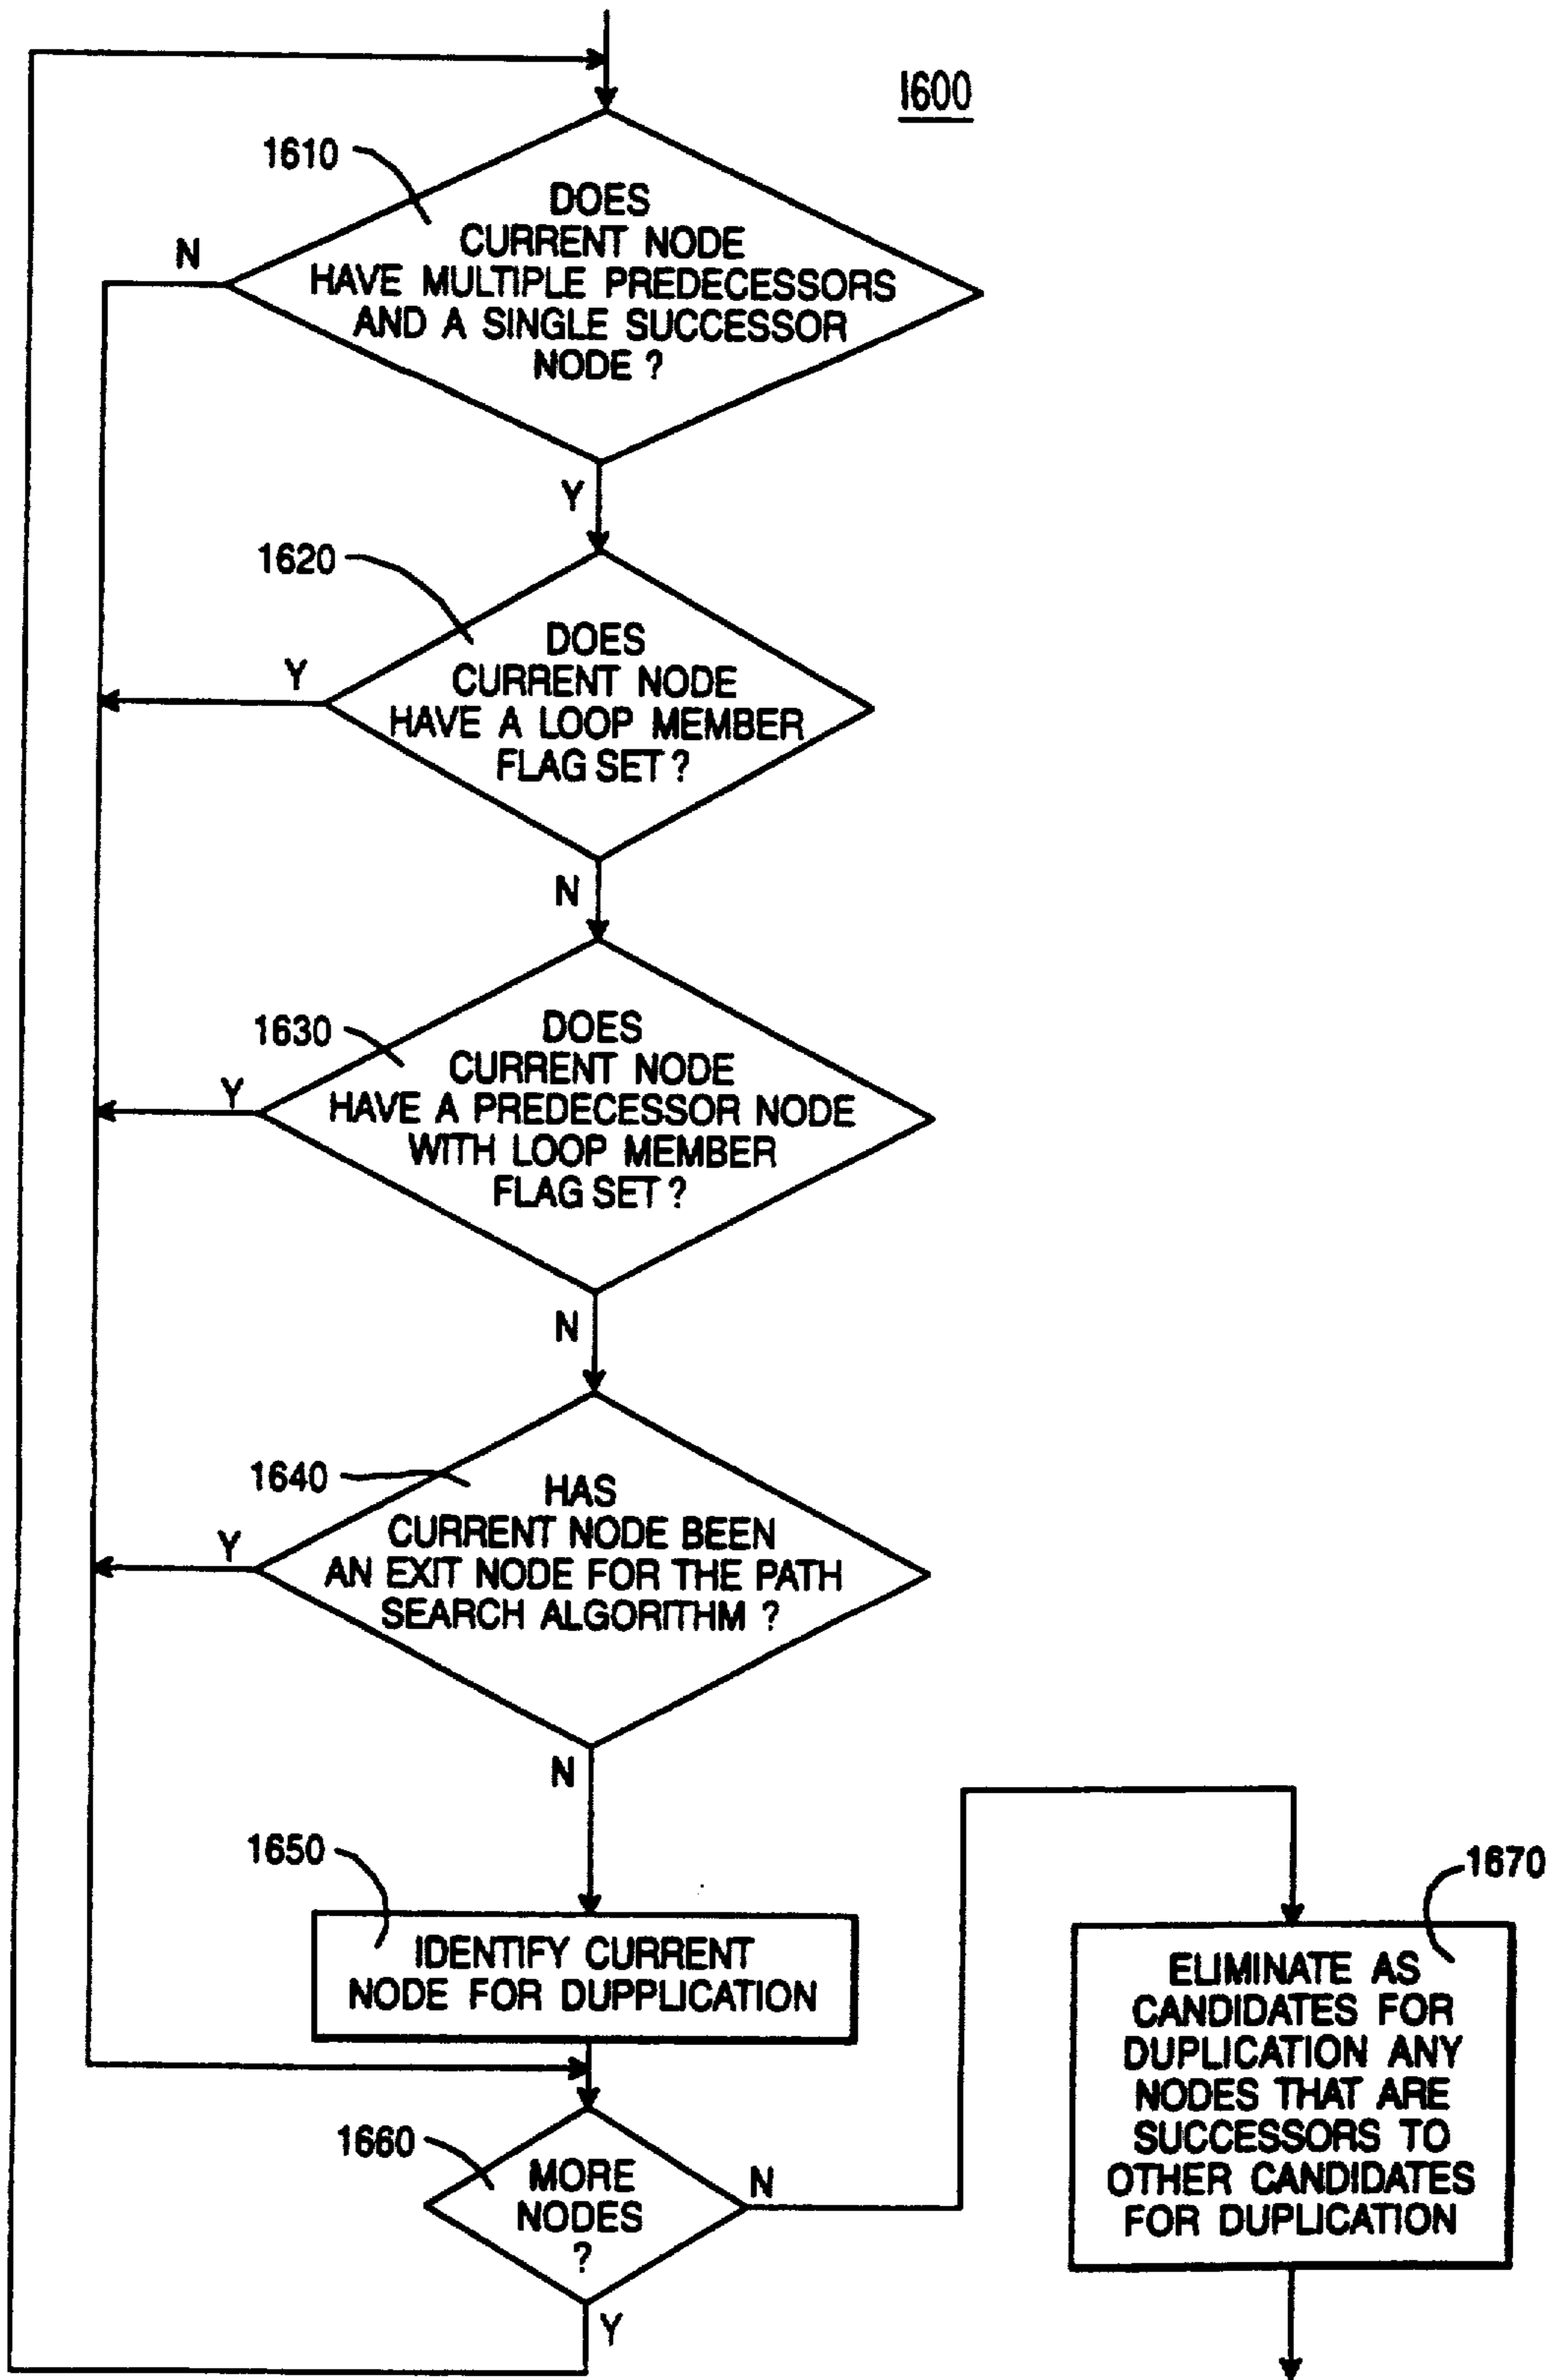 1600
1610
DOES
CURRENT NODE
HAVE MULTIPLE PREDECESSORS
AND A SINGLE SUCCESSOR
NODE ?
N
Y
1620
DOES
CURRENT NODE
HAVE A LOOP MEMBER
FLAG SET ?
Y
N
1630
DOES
CURRENT NODE
HAVE A PREDECESSOR NODE
WITH LOOP MEMBER
FLAG SET ?
Y
N
1640
HAS
CURRENT NODE BEEN
AN EXIT NODE FOR THE PATH
SEARCH ALGORITHM ?
Y
N
1650
IDENTIFY CURRENT
NODE FOR DUPPLICATION
1660
MORE
NODES
?
N
Y
1670
ELIMINATE AS
CANDIDATES FOR
DUPLICATION ANY
NODES THAT ARE
SUCCESSORS TO
OTHER CANDIDATES
FOR DUPLICATION